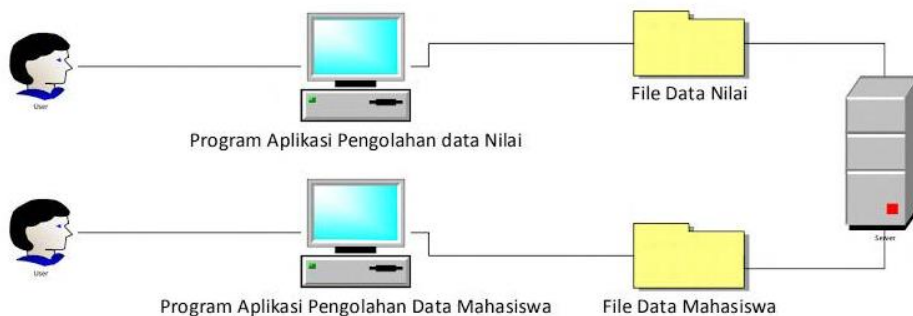 User
File Data Nilai
Program Aplikasi Pengolahan data Nilai
Server
User
Program Aplikasi Pengolahan Data Mahasiswa
File Data Mahasiswa